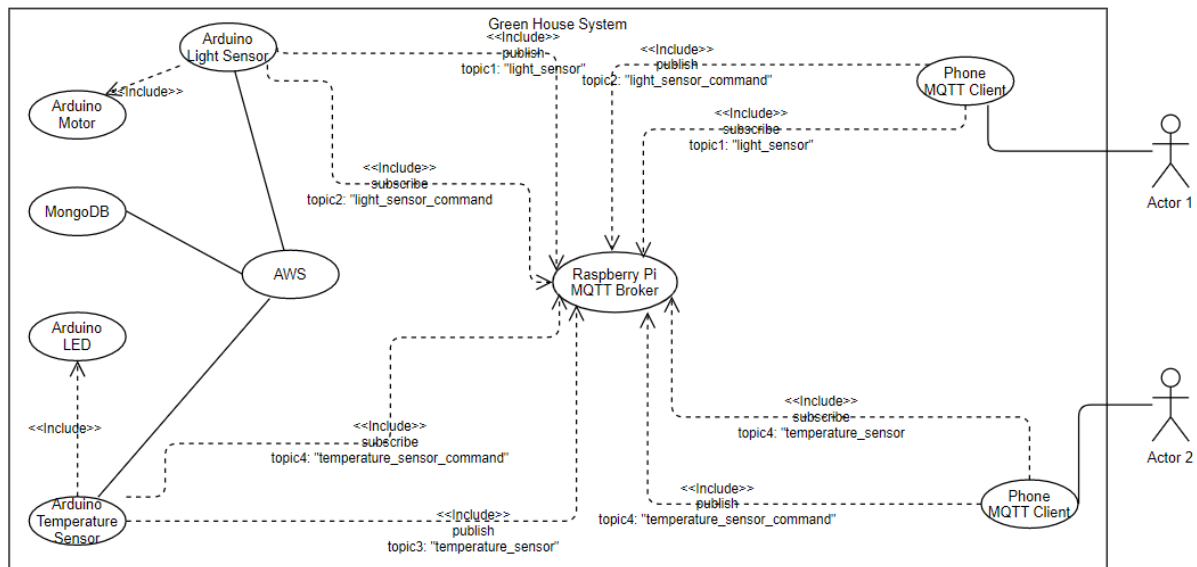 Green House System
Arduino
Light Sensor
<<Include>>
publish
topic1: "light_sensor"
<<Include>>
publish
topic2: "light_sensor_command"
Phone
MQTT Client
<<Include>>
Arduino
Motor
<<Include>>
subscribe
topic1: "light_sensor"
<<Include>>
subscribe
topic2: "light_sensor_command
Actor 1
MongoDB
AWS
Raspberry Pi
MQTT Broker
Arduino
LED
<<Include>>
<<Include>>
subscribe
topic4: "temperature_sensor_command"
<<Include>>
subscribe
topic4: "temperature_sensor
Actor 2
Arduino
Temperature
Sensor
<<Include>>
publish
topic3: "temperature_sensor"
<<Include>>
publish
topic4: "temperature_sensor_command"
Phone
MQTT Client